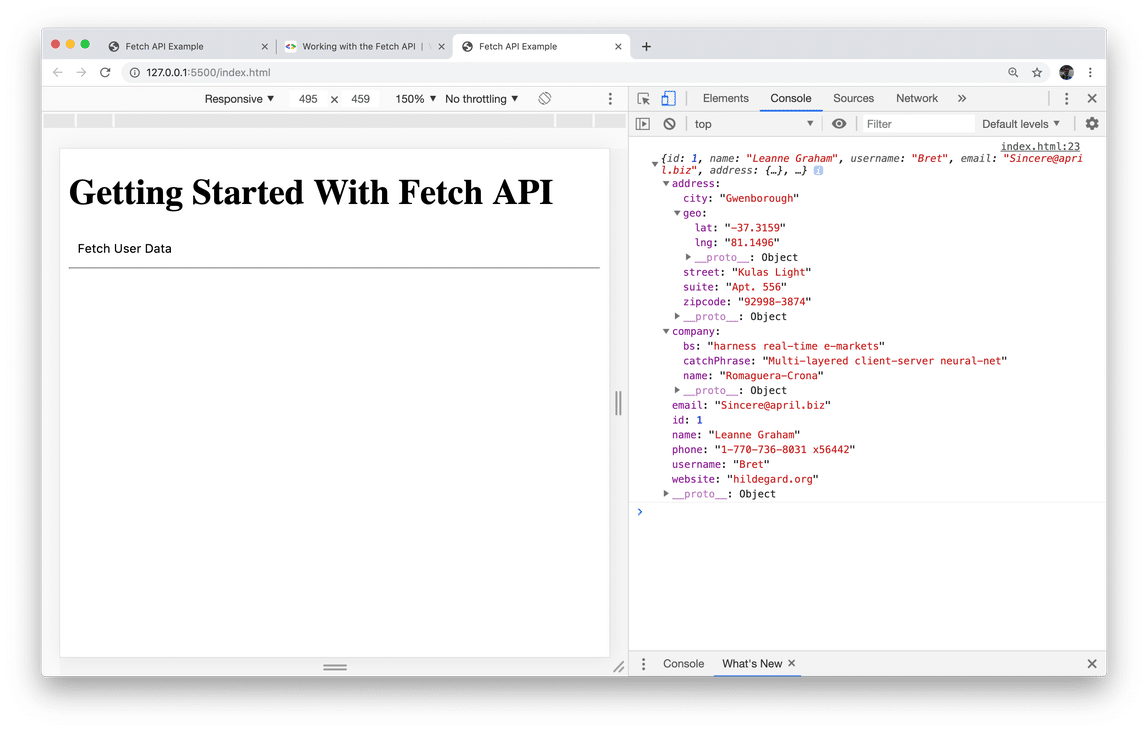 Fetch API Example
Working with the Fetch API |
Fetch API Example
127.0.0.1:5500/index.html
Responsive ▼ 495 × 459 150% ▼ No throttling ▼
Elements Console Sources Network »
top ▼ Filter Default levels ▼
Getting Started With Fetch API
Fetch User Data
index.html:23
{id: 1, name: "Leanne Graham", username: "Bret", email: "Sincere@apri
l.biz", address: {…}, …} i
address:
city: "Gwenborough"
geo:
lat: "-37.3159"
lng: "81.1496"
__proto__: Object
street: "Kulas Light"
suite: "Apt. 556"
zipcode: "92998-3874"
__proto__: Object
company:
bs: "harness real-time e-markets"
catchPhrase: "Multi-layered client-server neural-net"
name: "Romaguera-Crona"
__proto__: Object
email: "Sincere@april.biz"
id: 1
name: "Leanne Graham"
phone: "1-770-736-8031 x56442"
username: "Bret"
website: "hildegard.org"
__proto__: Object
Console What's New